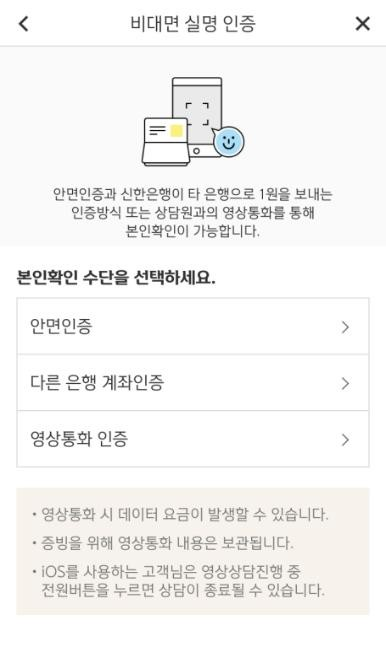 비대면 실명 인증
안면인증과 신한은행이 타 은행으로 1원을 보내는
인증방식 또는 상담원과의 영상통화를 통해
본인확인이 가능합니다.
본인확인 수단을 선택하세요.
안면인증
다른 은행 계좌인증
영상통화 인증
• 영상통화 시 데이터 요금이 발생할 수 있습니다.
• 증빙을 위해 영상통화 내용은 보관됩니다.
• iOS를 사용하는 고객님은 영상상담진행 중
전원버튼을 누르면 상담이 종료될 수 있습니다.